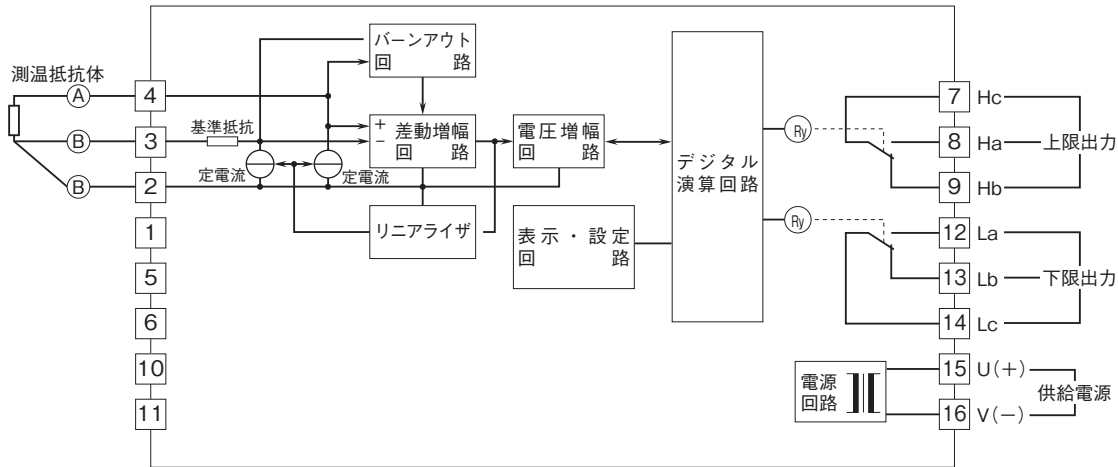 測温抵抗体
A
B
B
4
3
2
1
5
6
10
11
基準抵抗
定電流
定電流
バーンアウト
回路
+
−
差動増幅
回路
リニアライザ
電圧増幅
回路
表示・設定
回路
デジタル
演算回路
Ry
Ry
7 Hc
8 Ha
9 Hb
上限出力
12 La
13 Lb
14 Lc
下限出力
電源
回路
15 U(+)
16 V(−)
供給電源